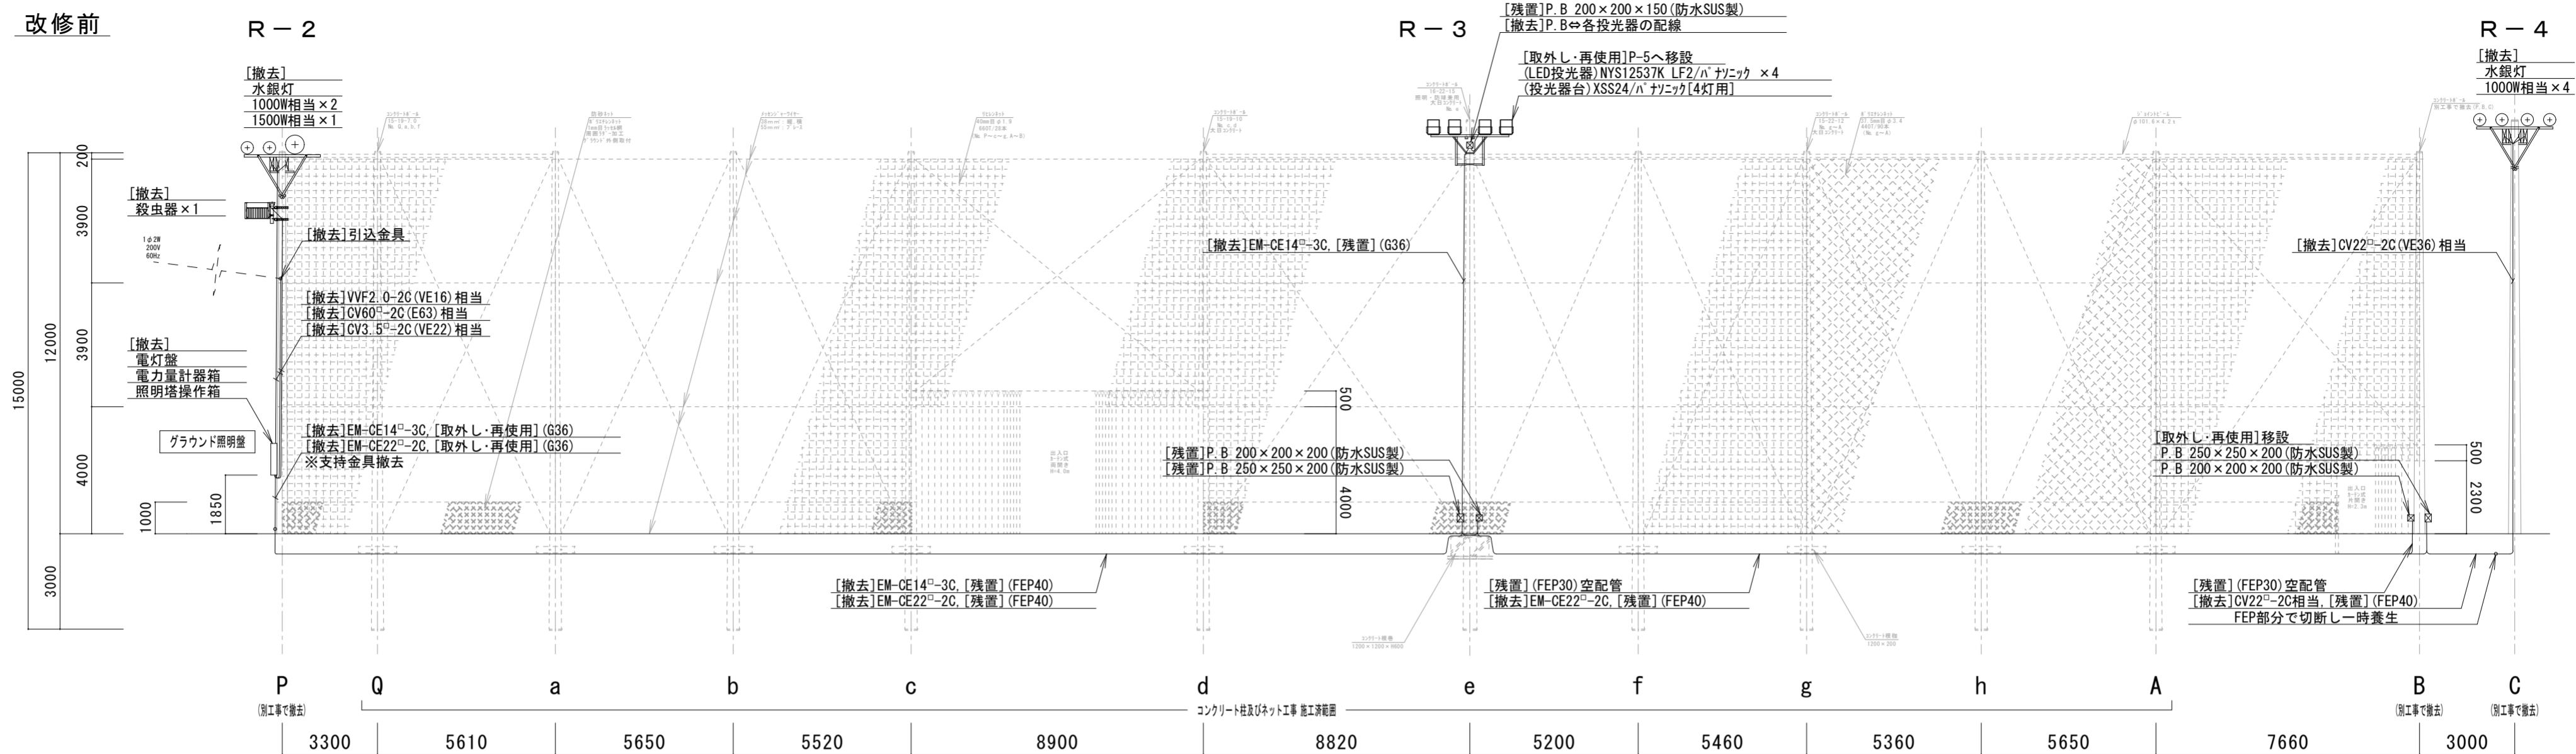 改修前
R－2
R－3
R－4
[撤去]
水銀灯
1000W相当×2
1500W相当×1
[残置]P.B 200×200×150(防水SUS製)
[撤去]P.B⇔各投光器の配線
[取外し・再使用]P-5へ移設
(LED投光器)NYS12537K LF2/パナソニック ×4
(投光器台)XSS24/パナソニック[4灯用]
[撤去]
水銀灯
1000W相当×4
[撤去]
殺虫器×1
1φ2W
200V
60Hz
[撤去]引込金具
[撤去]EM-CE14□-3C,[残置](G36)
[撤去]CV22□-2C(VE36)相当
[撤去]VVF2.0-2C(VE16)相当
[撤去]CV60□-2C(E63)相当
[撤去]CV3.5□-2C(VE22)相当
[撤去]
電灯盤
電力量計器箱
照明塔操作箱
グラウンド照明盤
[撤去]EM-CE14□-3C,[取外し・再使用](G36)
[撤去]EM-CE22□-2C,[取外し・再使用](G36)
※支持金具撤去
[残置]P.B 200×200×200(防水SUS製)
[残置]P.B 250×250×200(防水SUS製)
[取外し・再使用]移設
P.B 250×250×200(防水SUS製)
P.B 200×200×200(防水SUS製)
200
3900
3900
4000
12000
15000
3000
1000
1850
500
4000
500
2300
[撤去]EM-CE14□-3C,[残置](FEP40)
[撤去]EM-CE22□-2C,[残置](FEP40)
[残置](FEP30)空配管
[撤去]EM-CE22□-2C,[残置](FEP40)
[残置](FEP30)空配管
[撤去]CV22□-2C相当,[残置](FEP40)
FEP部分で切断し一時養生
P Q a b c d e f g h A B C
(別工事で撤去)
コンクリート柱及びネット工事 施工済範囲
(別工事で撤去)
(別工事で撤去)
3300 5610 5650 5520 8900 8820 5200 5460 5360 5650 7660 3000